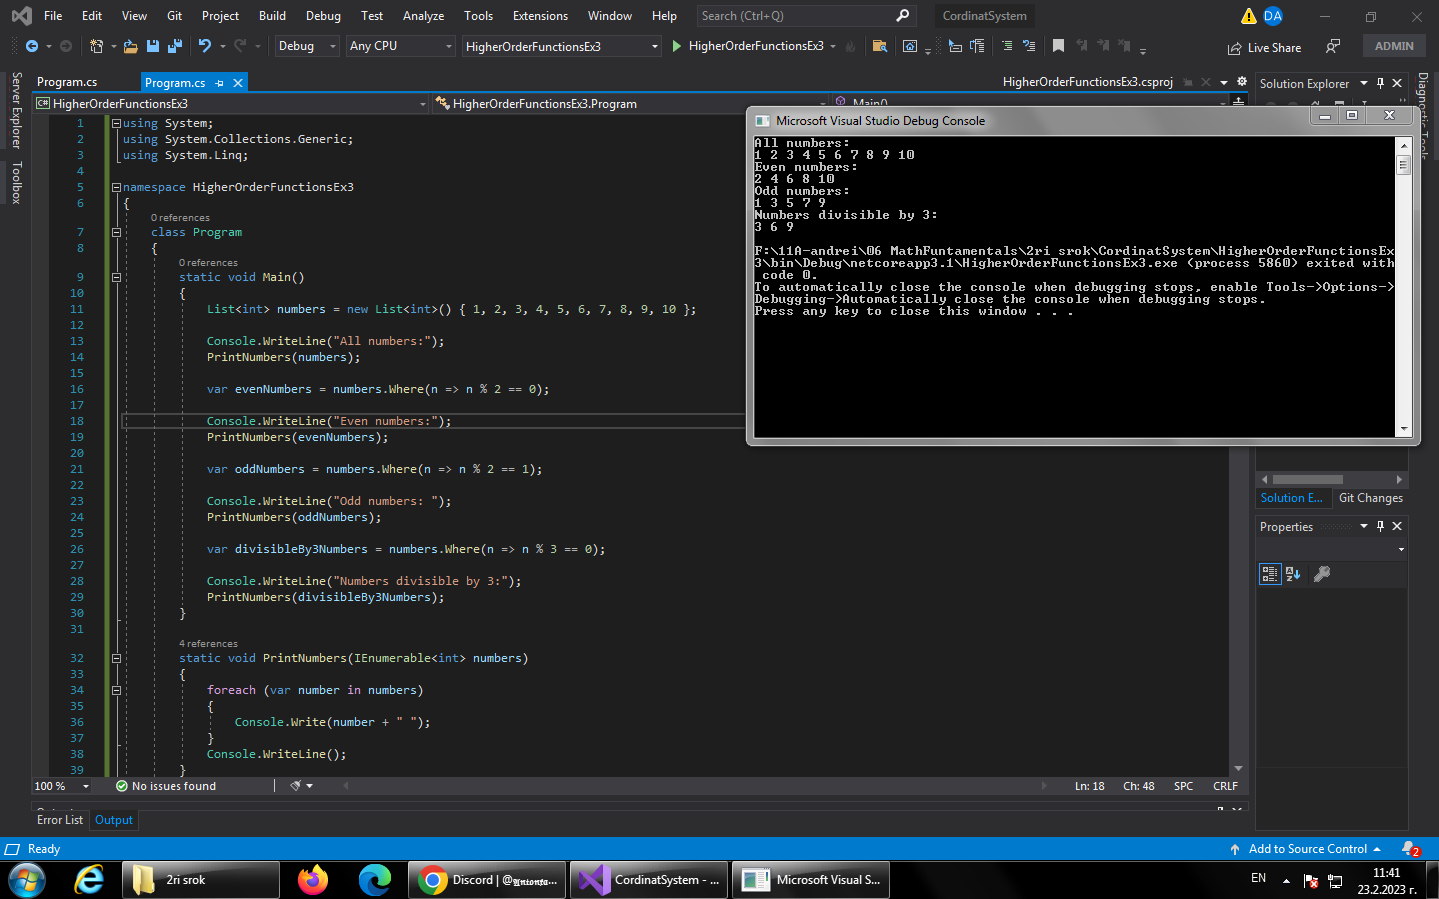 File Edit View Git Project Build Debug Test Analyze Tools Extensions Window Help Search (Ctrl+Q) CordinatSystem DA
Debug Any CPU HigherOrderFunctionsEx3 HigherOrderFunctionsEx3 Live Share ADMIN
Server Explorer
Toolbox
Program.cs Program.cs HigherOrderFunctionsEx3.csproj
HigherOrderFunctionsEx3 HigherOrderFunctionsEx3.Program Main()
1 using System;
2 using System.Collections.Generic;
3 using System.Linq;
4
5 namespace HigherOrderFunctionsEx3
6 {
0 references
7 class Program
8 {
0 references
9 static void Main()
10 {
11 List<int> numbers = new List<int>() { 1, 2, 3, 4, 5, 6, 7, 8, 9, 10 };
12
13 Console.WriteLine("All numbers:");
14 PrintNumbers(numbers);
15
16 var evenNumbers = numbers.Where(n => n % 2 == 0);
17
18 Console.WriteLine("Even numbers:");
19 PrintNumbers(evenNumbers);
20
21 var oddNumbers = numbers.Where(n => n % 2 == 1);
22
23 Console.WriteLine("Odd numbers: ");
24 PrintNumbers(oddNumbers);
25
26 var divisibleBy3Numbers = numbers.Where(n => n % 3 == 0);
27
28 Console.WriteLine("Numbers divisible by 3:");
29 PrintNumbers(divisibleBy3Numbers);
30 }
31
4 references
32 static void PrintNumbers(IEnumerable<int> numbers)
33 {
34 foreach (var number in numbers)
35 {
36 Console.Write(number + " ");
37 }
38 Console.WriteLine();
39 }
100 % No issues found Ln: 18 Ch: 48 SPC CRLF
Error List Output
Microsoft Visual Studio Debug Console
All numbers:
1 2 3 4 5 6 7 8 9 10
Even numbers:
2 4 6 8 10
Odd numbers:
1 3 5 7 9
Numbers divisible by 3:
3 6 9
F:\11A-andrei\06 MathFuntamentals\2ri srok\CordinatSystem\HigherOrderFunctionsEx
3\bin\Debug\netcoreapp3.1\HigherOrderFunctionsEx3.exe (process 5860) exited with
code 0.
To automatically close the console when debugging stops, enable Tools->Options->
Debugging->Automatically close the console when debugging stops.
Press any key to close this window . . .
Solution Explorer
Solution E... Git Changes
Properties
Diagnostic Tools
Ready Add to Source Control 2
2ri srok Discord | @ CordinatSystem - ... Microsoft Visual S... EN 11:41
23.2.2023 г.